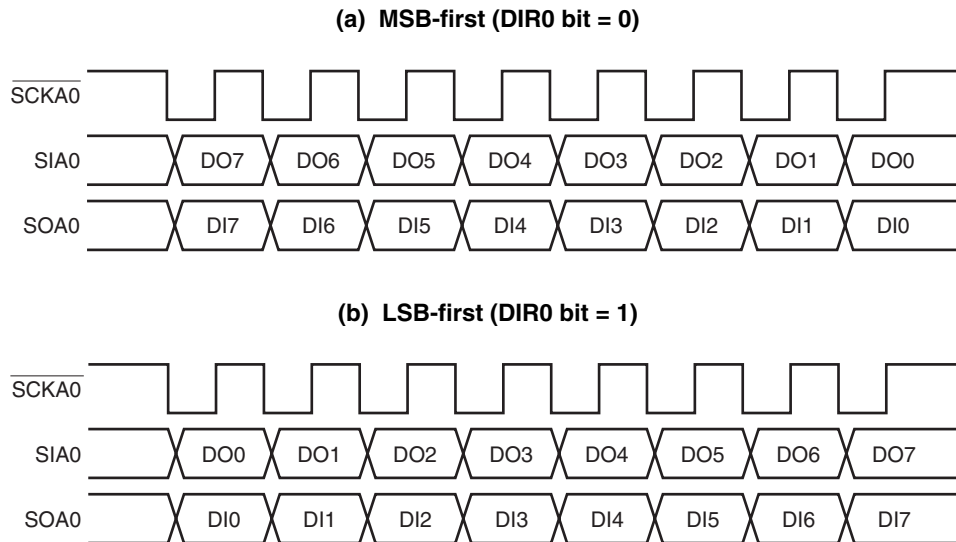 (a) MSB-first (DIR0 bit = 0)
SCKA0
SIA0 DO7 DO6 DO5 DO4 DO3 DO2 DO1 DO0
SOA0 DI7 DI6 DI5 DI4 DI3 DI2 DI1 DI0
(b) LSB-first (DIR0 bit = 1)
SCKA0
SIA0 DO0 DO1 DO2 DO3 DO4 DO5 DO6 DO7
SOA0 DI0 DI1 DI2 DI3 DI4 DI5 DI6 DI7